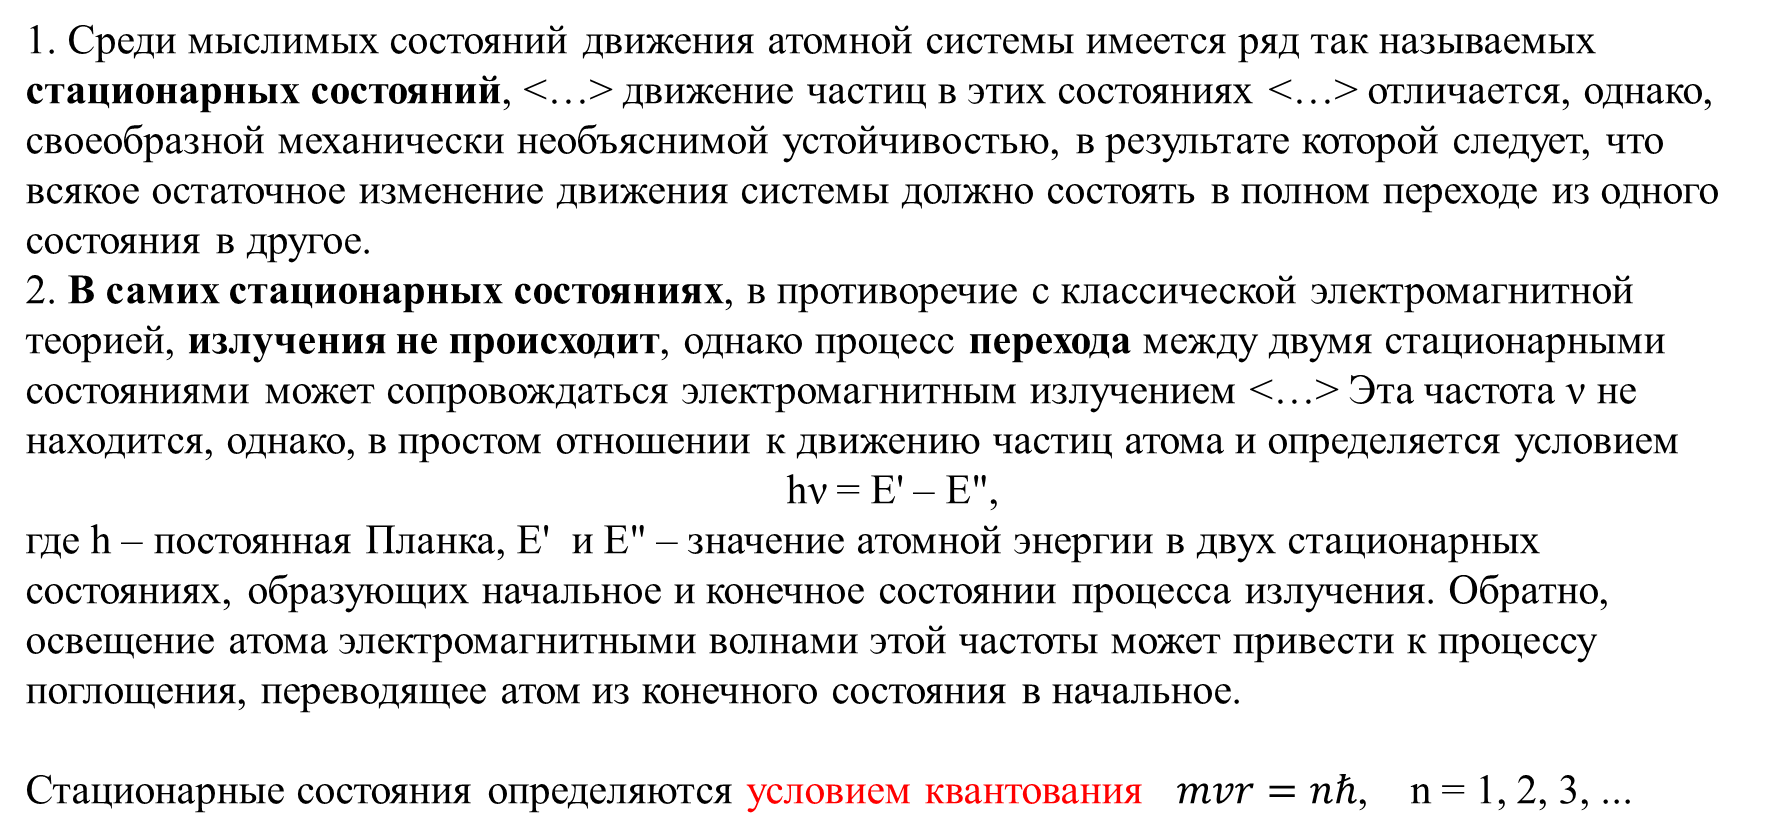 1. Среди мыслимых состояний движения атомной системы имеется ряд так называемых
стационарных состояний, <…> движение частиц в этих состояниях <…> отличается, однако,
своеобразной механически необъяснимой устойчивостью, в результате которой следует, что
всякое остаточное изменение движения системы должно состоять в полном переходе из одного
состояния в другое.
2. В самих стационарных состояниях, в противоречие с классической электромагнитной
теорией, излучения не происходит, однако процесс перехода между двумя стационарными
состояниями может сопровождаться электромагнитным излучением <…> Эта частота ν не
находится, однако, в простом отношении к движению частиц атома и определяется условием
hν = E' – E",
где h – постоянная Планка, E' и E" – значение атомной энергии в двух стационарных
состояниях, образующих начальное и конечное состоянии процесса излучения. Обратно,
освещение атома электромагнитными волнами этой частоты может привести к процессу
поглощения, переводящее атом из конечного состояния в начальное.
Стационарные состояния определяются условием квантования mvr = nħ, n = 1, 2, 3, ...